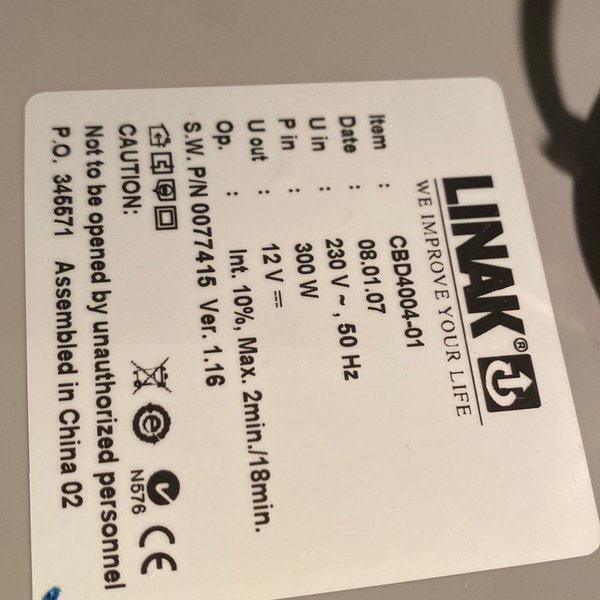 LINAK®
WE IMPROVE YOUR LIFE
Item : CBD4004-01
Date : 08.01.07
U in : 230 V ~, 50 Hz
P in : 300 W
U out : 12 V ⎓
Op. : Int. 10%, Max. 2min./18min.
S.W. P/N 0077415 Ver. 1.16
N576 CE
CAUTION:
Not to be opened by unauthorized personnel
P.O. 345571 Assembled in China 02